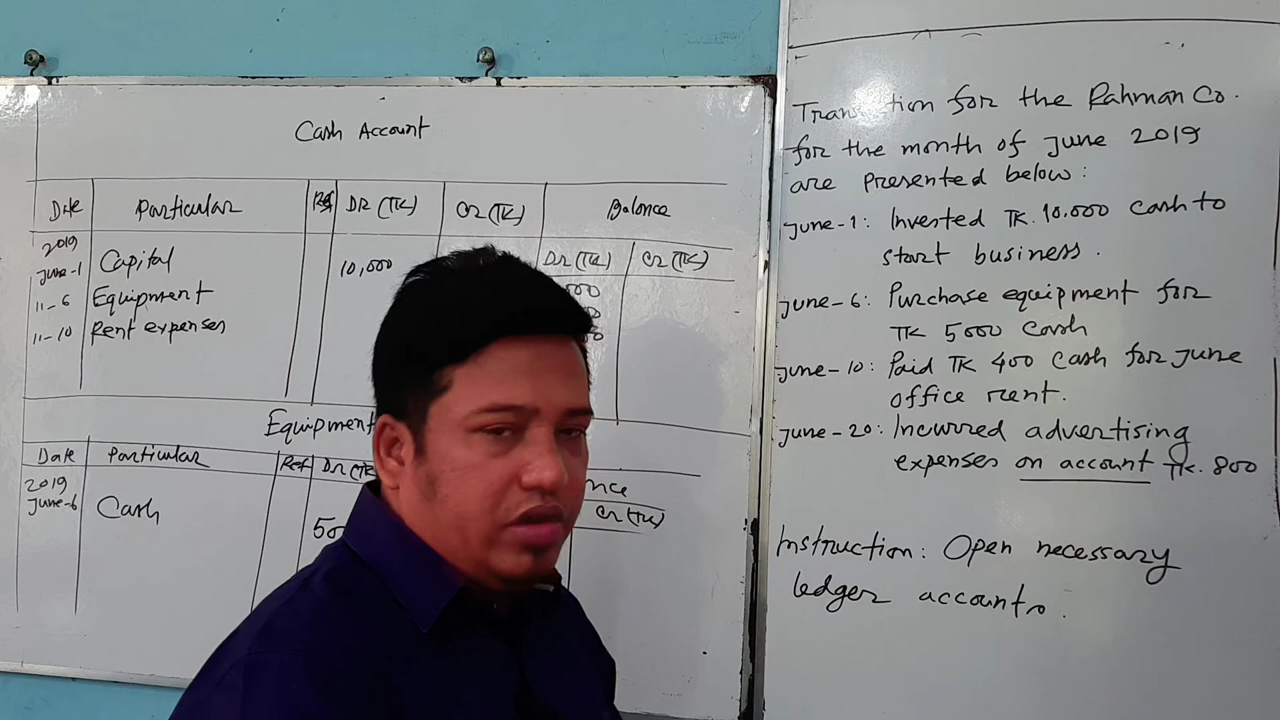 Cash Account
Date Particular Ref DR (TK) CR (TK) Balance
2019
June-1 Capital 10,000 DR (TK) CR (TK)
11-6 Equipment
11-10 Rent expenses
Equipment
Date Particular Ref DR (TK
2019
June-6 Cash CR (TK)
Transction for the Rahman Co.
for the month of June 2019
are presented below:
June-1: Invested TK. 10.000 cash to
start business.
June-6: Purchase equipment for
TK 5000 Cash
June-10: Paid TK 400 cash for June
office rent.
June-20: Incurred advertising
expenses on account TK. 800
Instruction: Open necessary
ledger accounts.